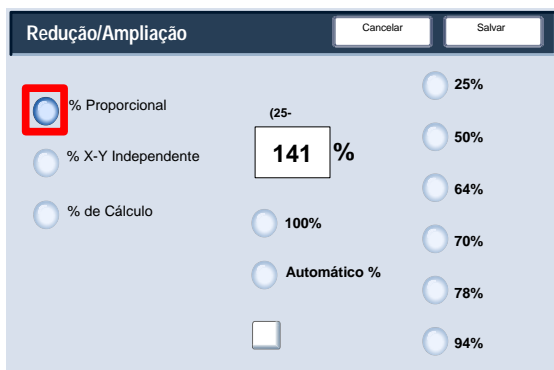 Redução/Ampliação
Cancelar
Salvar
% Proporcional
% X-Y Independente
% de Cálculo
(25-
141 %
100%
Automático %
25%
50%
64%
70%
78%
94%